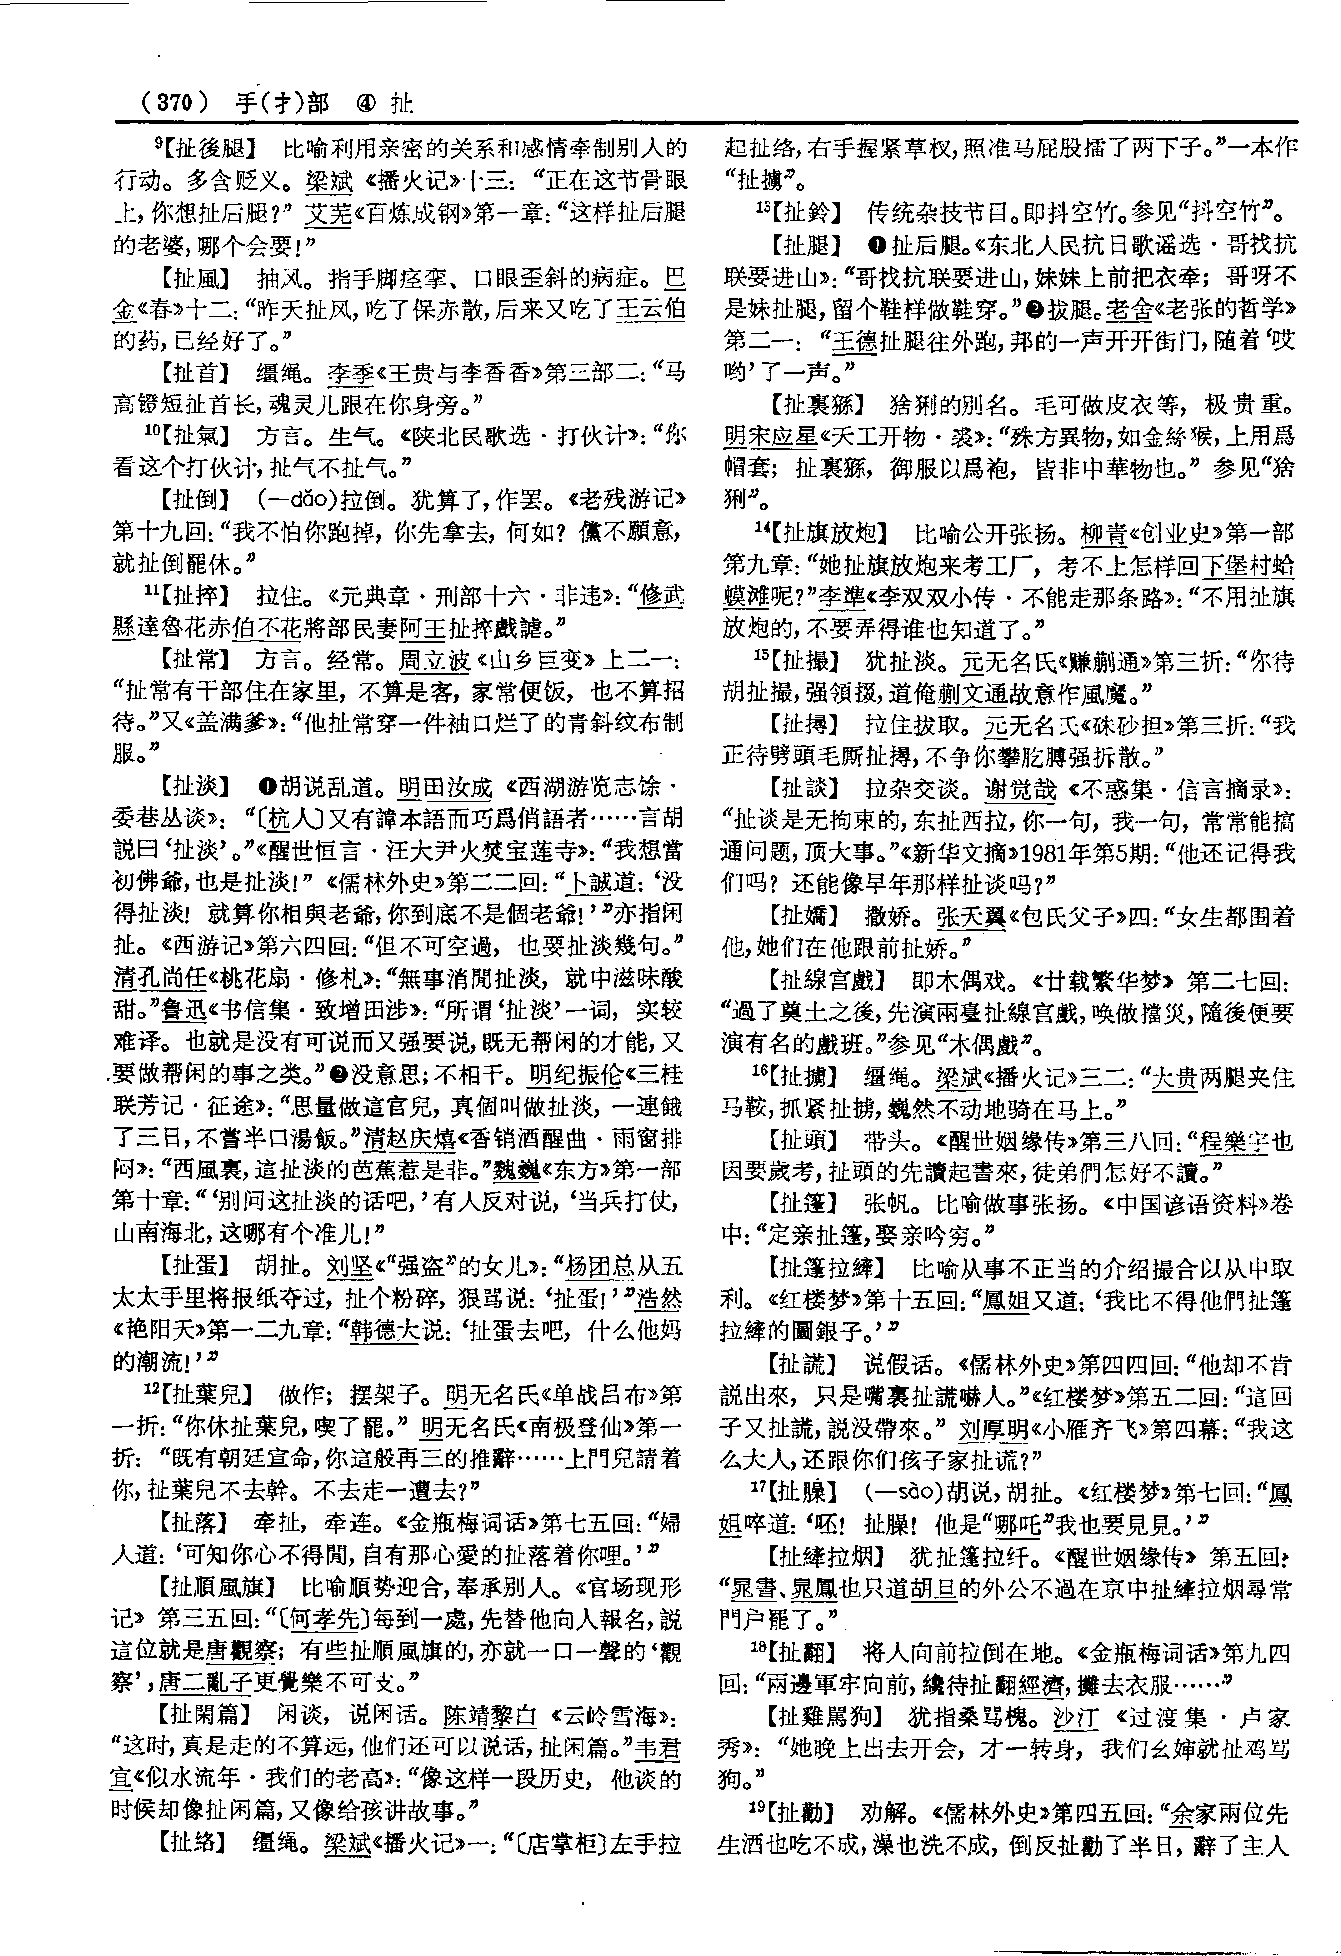 (370) 手(扌)部 ④ 扯
⁹【扯後腿】 比喻利用亲密的关系和感情牵制别人的
行动。多含贬义。梁斌《播火记》十三：“正在这节骨眼
上，你想扯后腿？” 艾芜《百炼成钢》第一章：“这样扯后腿
的老婆，哪个会要！”
【扯風】 抽风。指手脚痉挛、口眼歪斜的病症。巴
金《春》十二：“昨天扯风，吃了保赤散，后来又吃了王云伯
的药，已经好了。”
【扯首】 缰绳。李季《王贵与李香香》第三部二：“马
高镫短扯首长，魂灵儿跟在你身旁。”
¹⁰【扯氣】 方言。生气。《陕北民歌选·打伙计》：“你
看这个打伙计，扯气不扯气。”
【扯倒】 （—dǎo）拉倒。犹算了，作罢。《老残游记》
第十九回：“我不怕你跑掉，你先拿去，何如？儻不願意，
就扯倒罷休。”
¹¹【扯捽】 拉住。《元典章·刑部十六·非违》：“修武
縣達魯花赤伯不花將部民妻阿王扯捽戲謔。”
【扯常】 方言。经常。周立波《山乡巨变》上二一：
“扯常有干部住在家里，不算是客，家常便饭，也不算招
待。”又《盖满爹》：“他扯常穿一件袖口烂了的青斜纹布制
服。”
【扯淡】 ❶胡说乱道。明田汝成《西湖游览志馀·
委巷丛谈》：“〔杭人〕又有諱本語而巧爲俏語者……言胡
說曰‘扯淡’。”《醒世恒言·汪大尹火焚宝莲寺》：“我想當
初佛爺，也是扯淡！”《儒林外史》第二二回：“卜誠道：‘没
得扯淡！就算你相與老爺，你到底不是個老爺！’”亦指闲
扯。《西游记》第六四回：“但不可空過，也要扯淡幾句。”
清孔尚任《桃花扇·修札》：“無事消閒扯淡，就中滋味酸
甜。”鲁迅《书信集·致增田涉》：“所谓‘扯淡’一词，实较
难译。也就是没有可说而又强要说，既无帮闲的才能，又
要做帮闲的事之类。”❷没意思；不相干。明纪振伦《三桂
联芳记·征途》：“思量做這官兒，真個叫做扯淡，一連餓
了三日，不嘗半口湯飯。”清赵庆熺《香销酒醒曲·雨窗排
闷》：“西風裏，這扯淡的芭蕉惹是非。”魏巍《东方》第一部
第十章：“‘别问这扯淡的话吧，’有人反对说，‘当兵打仗，
山南海北，这哪有个准儿！”
【扯蛋】 胡扯。刘坚《“强盗”的女儿》：“杨团总从五
太太手里将报纸夺过，扯个粉碎，狠骂说：‘扯蛋！’”浩然
《艳阳天》第一二九章：“韩德大说：‘扯蛋去吧，什么他妈
的潮流！’”
¹²【扯葉兒】 做作；摆架子。明无名氏《单战吕布》第
一折：“你休扯葉兒，喫了罷。” 明无名氏《南极登仙》第一
折：“既有朝廷宣命，你這般再三的推辭……上門兒請着
你，扯葉兒不去幹。不去走一遭去？”
【扯落】 牵扯，牵连。《金瓶梅词话》第七五回：“婦
人道：‘可知你心不得閒，自有那心愛的扯落着你哩。’”
【扯順風旗】 比喻顺势迎合，奉承别人。《官场现形
记》第三五回：“〔何孝先〕每到一處，先替他向人報名，説
這位就是唐觀察；有些扯順風旗的，亦就一口一聲的‘觀
察’；唐二亂子更覺樂不可支。”
【扯閑篇】 闲谈，说闲话。陈靖黎白《云岭雪海》：
“这时，真是走的不算远，他们还可以说话，扯闲篇。”韦君
宜《似水流年·我们的老高》：“像这样一段历史，他谈的
时侯却像扯闲篇，又像给孩讲故事。”
【扯络】 缰绳。梁斌《播火记》一：“〔店掌柜〕左手拉
起扯络，右手握紧草杈，照准马屁股擂了两下子。”一本作
“扯擄”。
¹³【扯鈴】 传统杂技节目。即抖空竹。参见“抖空竹”。
【扯腿】 ❶扯后腿。《东北人民抗日歌谣选·哥找抗
联要进山》：“哥找抗联要进山，妹妹上前把衣牵；哥呀不
是妹扯腿，留个鞋样做鞋穿。”❷拔腿。老舍《老张的哲学》
第二一：“王德扯腿往外跑，邦的一声开开街门，随着‘哎
哟’了一声。”
【扯裏猻】 猞猁的别名。毛可做皮衣等，极贵重。
明宋应星《天工开物·裘》：“殊方異物，如金絲猴，上用爲
帽套；扯裏猻，御服以爲袍，皆非中華物也。” 参见“猞
猁”。
¹⁴【扯旗放炮】 比喻公开张扬。柳青《创业史》第一部
第九章：“她扯旗放炮来考工厂，考不上怎样回下堡村蛤
蟆滩呢？”李準《李双双小传·不能走那条路》：“不用扯旗
放炮的，不要弄得谁也知道了。”
¹⁵【扯撮】 犹扯淡。元无名氏《赚蒯通》第三折：“你待
胡扯撮，强領掇，道俺蒯文通故意作風魔。”
【扯撏】 拉住拔取。元无名氏《硃砂担》第三折：“我
正待劈頭毛厮扯撏，不争你攀肐膊强拆散。”
【扯談】 拉杂交谈。谢觉哉《不惑集·信言摘录》：
“扯谈是无拘束的，东扯西拉，你一句，我一句，常常能搞
通问题，顶大事。”《新华文摘》1981年第5期：“他还记得我
们吗？还能像早年那样扯谈吗？”
【扯嬌】 撒娇。张天翼《包氏父子》四：“女生都围着
他，她们在他跟前扯娇。”
【扯線宫戲】 即木偶戏。《廿载繁华梦》第二七回：
“過了奠土之後，先演兩臺扯線宫戲，唤做擋災，隨後便要
演有名的戲班。”参见“木偶戲”。
¹⁶【扯擄】 缰绳。梁斌《播火记》三二：“大贵两腿夹住
马鞍，抓紧扯掳，巍然不动地骑在马上。”
【扯頭】 带头。《醒世姻缘传》第三八回：“程樂宇也
因要歲考，扯頭的先讀起書來，徒弟們怎好不讀。”
【扯篷】 张帆。比喻做事张扬。《中国谚语资料》卷
中：“定亲扯篷，娶亲吟穷。”
【扯篷拉縴】 比喻从事不正当的介绍撮合以从中取
利。《红楼梦》第十五回：“鳳姐又道：‘我比不得他們扯篷
拉縴的圖銀子。’”
【扯謊】 说假话。《儒林外史》第四四回：“他却不肯
説出來，只是嘴裏扯謊嚇人。”《红楼梦》第五二回：“這回
子又扯謊，説没帶來。” 刘厚明《小雁齐飞》第四幕：“我这
么大人，还跟你们孩子家扯谎？”
¹⁷【扯臊】 （—sào）胡说，胡扯。《红楼梦》第七回：“鳳
姐啐道：‘呸！扯臊！他是“哪吒”我也要見見。’”
【扯縴拉烟】 犹扯篷拉纤。《醒世姻缘传》第五回：
“晁書、晁鳳也只道胡旦的外公不過在京中扯縴拉烟尋常
門户罷了。”
¹⁸【扯翻】 将人向前拉倒在地。《金瓶梅词话》第九四
回：“兩邊軍牢向前，纔待扯翻經濟，攤去衣服……”
【扯雞駡狗】 犹指桑骂槐。沙汀《过渡集·卢家
秀》：“她晚上出去开会，才一转身，我们幺婶就扯鸡骂
狗。”
¹⁹【扯勸】 劝解。《儒林外史》第四五回：“余家兩位先
生酒也吃不成，澡也洗不成，倒反扯勸了半日，辭了主人